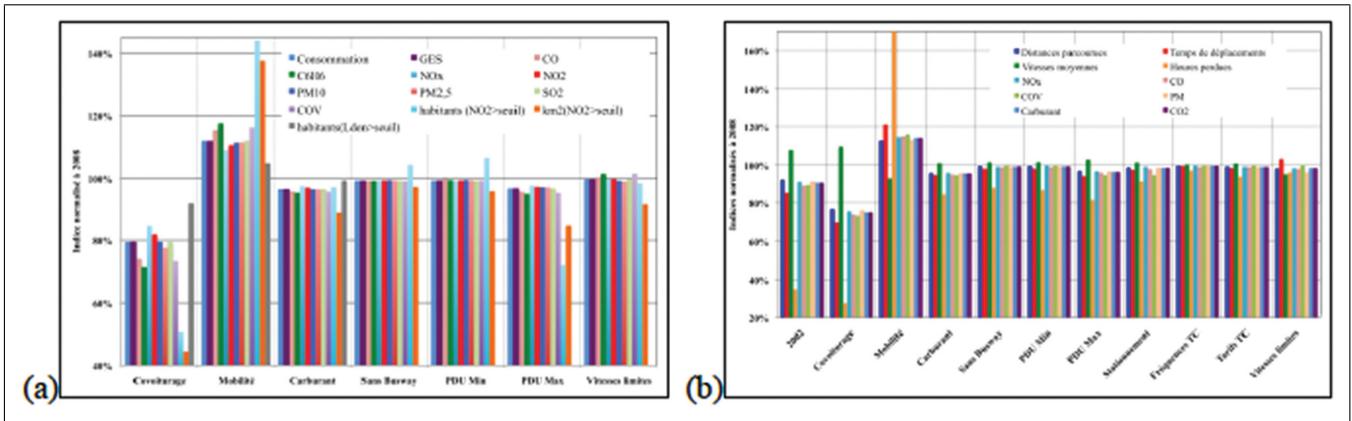 (a)
Indice normalisé à 2008
140%
120%
100%
80%
60%
40%
Consommation GES CO
C6H6 NOx NO2
PM10 PM2,5 SO2
COV habitants (NO2>seuil) km2(NO2>seuil)
habitants(Lden>seuil)
Covoiturage Mobilité Carburant Sans Busway PDU Min PDU Max Vitesses limites
(b)
Indices normalisés à 2008
160%
140%
120%
100%
80%
60%
40%
20%
Distances parcourues Temps de déplacements
Vitesses moyennes Heures perdues
NOx CO
COV PM
Carburant CO2
2002 Covoiturage Mobilité Carburant Sans Busway PDU Min PDU Max Stationnement Fréquences TC Tarifs TC Vitesses limites